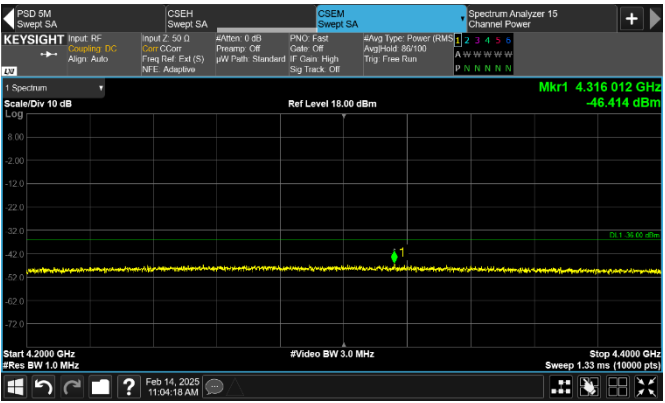 PSD 5M
Swept SA
CSEH
Swept SA
CSEM
Swept SA
Spectrum Analyzer 15
Channel Power
KEYSIGHT
Input: RF
Coupling: DC
Align: Auto
Input Z: 50 Ω
Corr CCorr
Freq Ref: Ext (S)
NFE: Adaptive
#Atten: 0 dB
Preamp: Off
µW Path: Standard
PNO: Fast
Gate: Off
IF Gain: High
Sig Track: Off
#Avg Type: Power (RMS
Avg|Hold: 86/100
Trig: Free Run
1 2 3 4 5 6
A W W W W W
P N N N N N
LXI
1 Spectrum
Scale/Div 10 dB
Log
Ref Level 18.00 dBm
Mkr1 4.316 012 GHz
-46.414 dBm
8.00
-2.00
-12.0
-22.0
-32.0
DL1 -36.00 dBm
-42.0
1
-52.0
-62.0
-72.0
Start 4.2000 GHz
#Res BW 1.0 MHz
#Video BW 3.0 MHz
Stop 4.4000 GHz
Sweep 1.33 ms (10000 pts)
?
Feb 14, 2025
11:04:18 AM